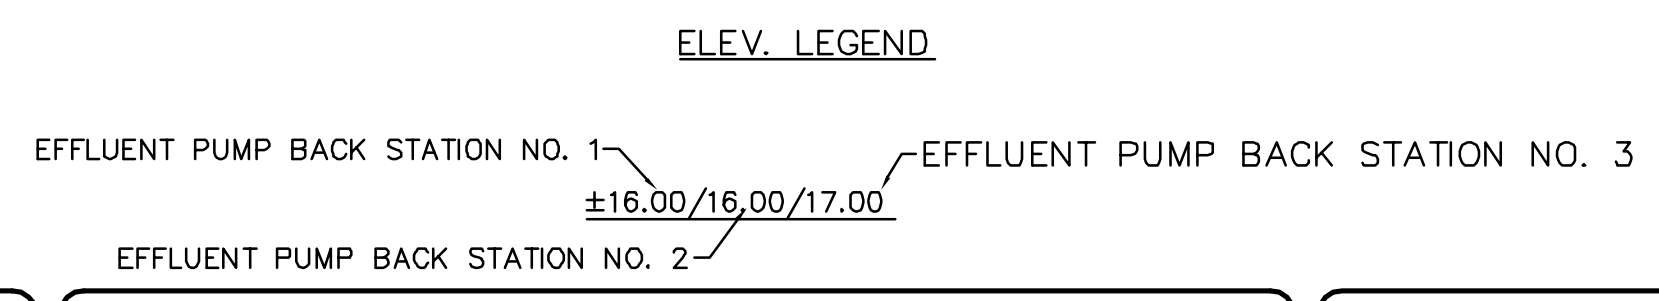 ELEV. LEGEND
EFFLUENT PUMP BACK STATION NO. 1
EFFLUENT PUMP BACK STATION NO. 3
±16.00/16.00/17.00
EFFLUENT PUMP BACK STATION NO. 2